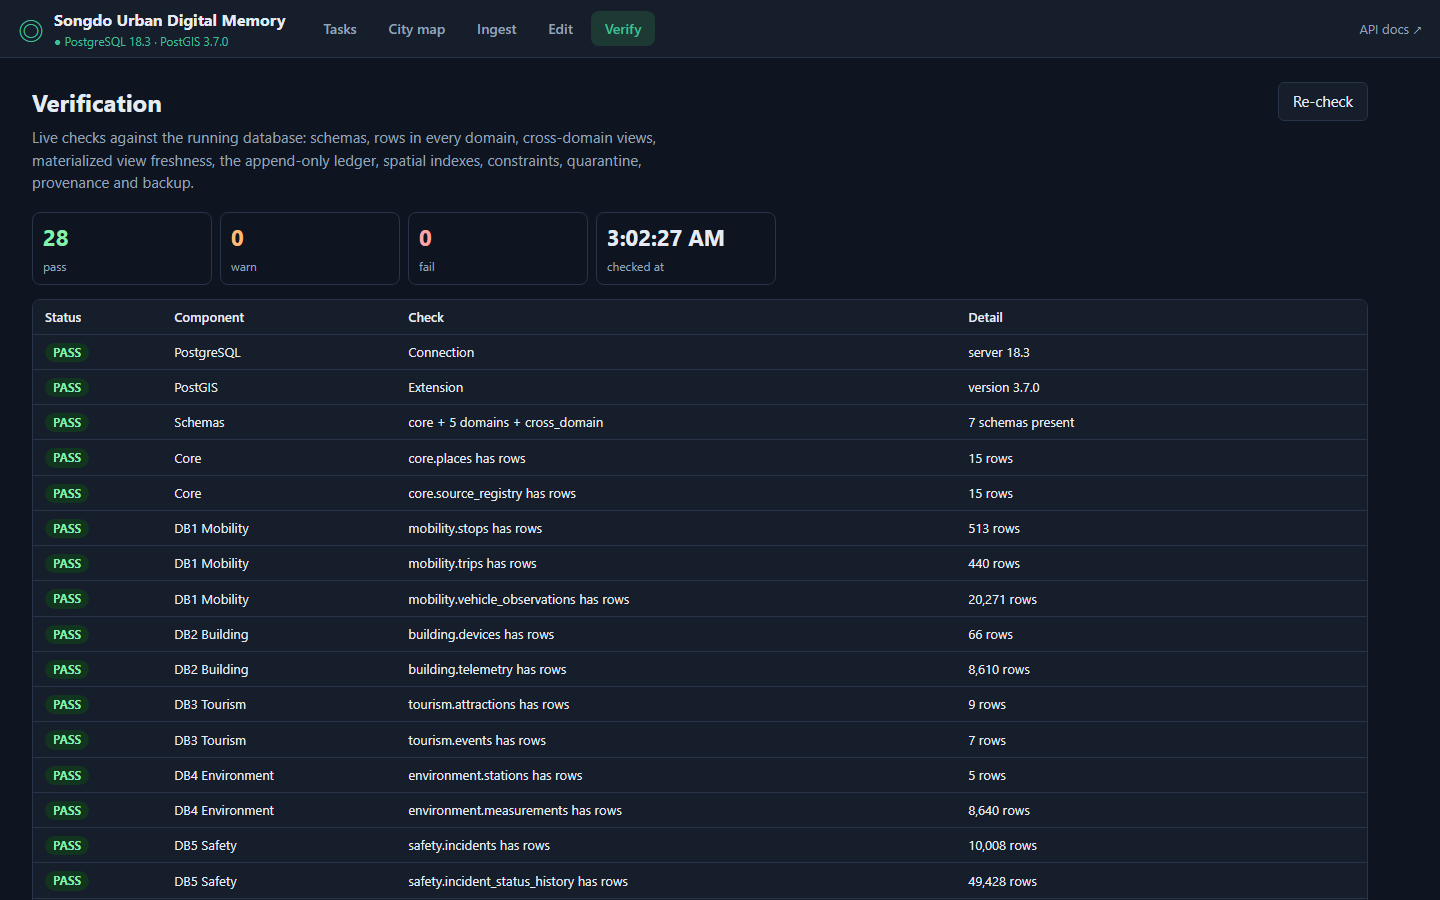 Songdo Urban Digital Memory
● PostgreSQL 18.3 · PostGIS 3.7.0
Tasks City map Ingest Edit Verify API docs ↗
Verification
Re-check
Live checks against the running database: schemas, rows in every domain, cross-domain views,
materialized view freshness, the append-only ledger, spatial indexes, constraints, quarantine,
provenance and backup.
28 0 0 3:02:27 AM
pass warn fail checked at
Status Component Check Detail
PASS PostgreSQL Connection server 18.3
PASS PostGIS Extension version 3.7.0
PASS Schemas core + 5 domains + cross_domain 7 schemas present
PASS Core core.places has rows 15 rows
PASS Core core.source_registry has rows 15 rows
PASS DB1 Mobility mobility.stops has rows 513 rows
PASS DB1 Mobility mobility.trips has rows 440 rows
PASS DB1 Mobility mobility.vehicle_observations has rows 20,271 rows
PASS DB2 Building building.devices has rows 66 rows
PASS DB2 Building building.telemetry has rows 8,610 rows
PASS DB3 Tourism tourism.attractions has rows 9 rows
PASS DB3 Tourism tourism.events has rows 7 rows
PASS DB4 Environment environment.stations has rows 5 rows
PASS DB4 Environment environment.measurements has rows 8,640 rows
PASS DB5 Safety safety.incidents has rows 10,008 rows
PASS DB5 Safety safety.incident_status_history has rows 49,428 rows